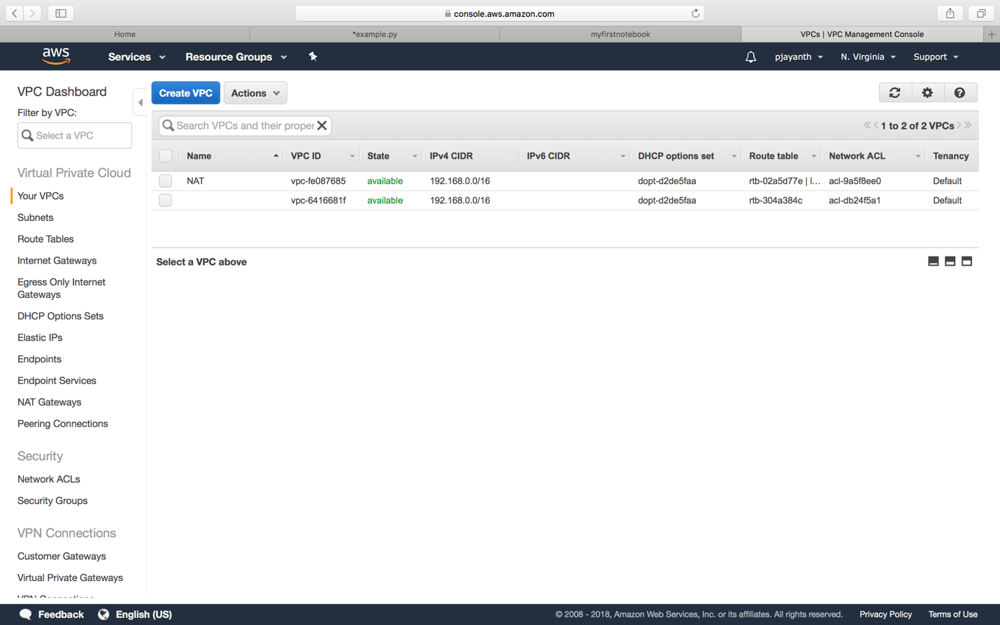 console.aws.amazon.com
Home
*example.py
myfirstnotebook
VPCs | VPC Management Console
aws
Services
Resource Groups
pjayanth
N. Virginia
Support
VPC Dashboard
Filter by VPC:
Select a VPC
Virtual Private Cloud
Your VPCs
Subnets
Route Tables
Internet Gateways
Egress Only Internet
Gateways
DHCP Options Sets
Elastic IPs
Endpoints
Endpoint Services
NAT Gateways
Peering Connections
Security
Network ACLs
Security Groups
VPN Connections
Customer Gateways
Virtual Private Gateways
VPN Connections
Create VPC
Actions
Search VPCs and their proper
1 to 2 of 2 VPCs
Name VPC ID State IPv4 CIDR IPv6 CIDR DHCP options set Route table Network ACL Tenancy
NAT vpc-fe087685 available 192.168.0.0/16 dopt-d2de5faa rtb-02a5d77e | l... acl-9a5f8ee0 Default
vpc-6416681f available 192.168.0.0/16 dopt-d2de5faa rtb-304a384c acl-db24f5a1 Default
Select a VPC above
Feedback
English (US)
© 2008 - 2018, Amazon Web Services, Inc. or its affiliates. All rights reserved.
Privacy Policy
Terms of Use